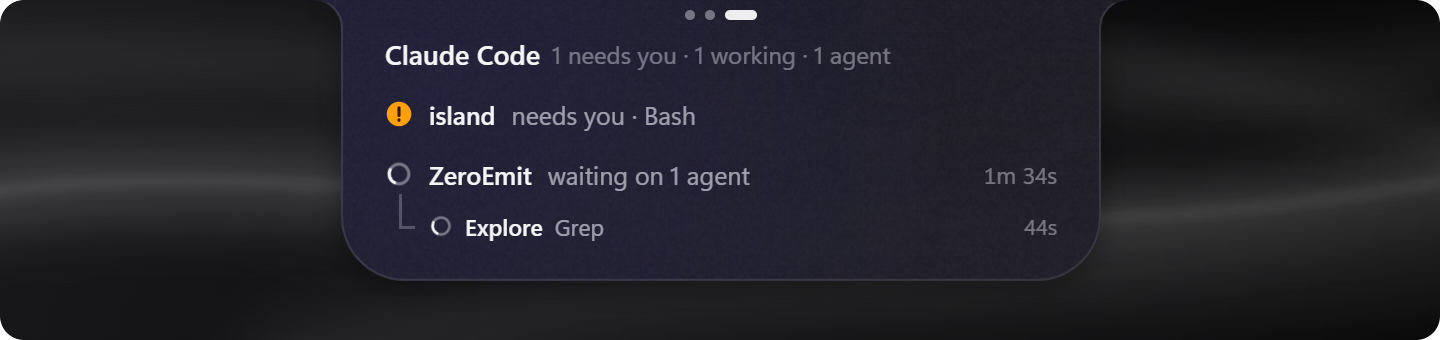 Claude Code 1 needs you · 1 working · 1 agent
island needs you · Bash
ZeroEmit waiting on 1 agent 1m 34s
Explore Grep 44s